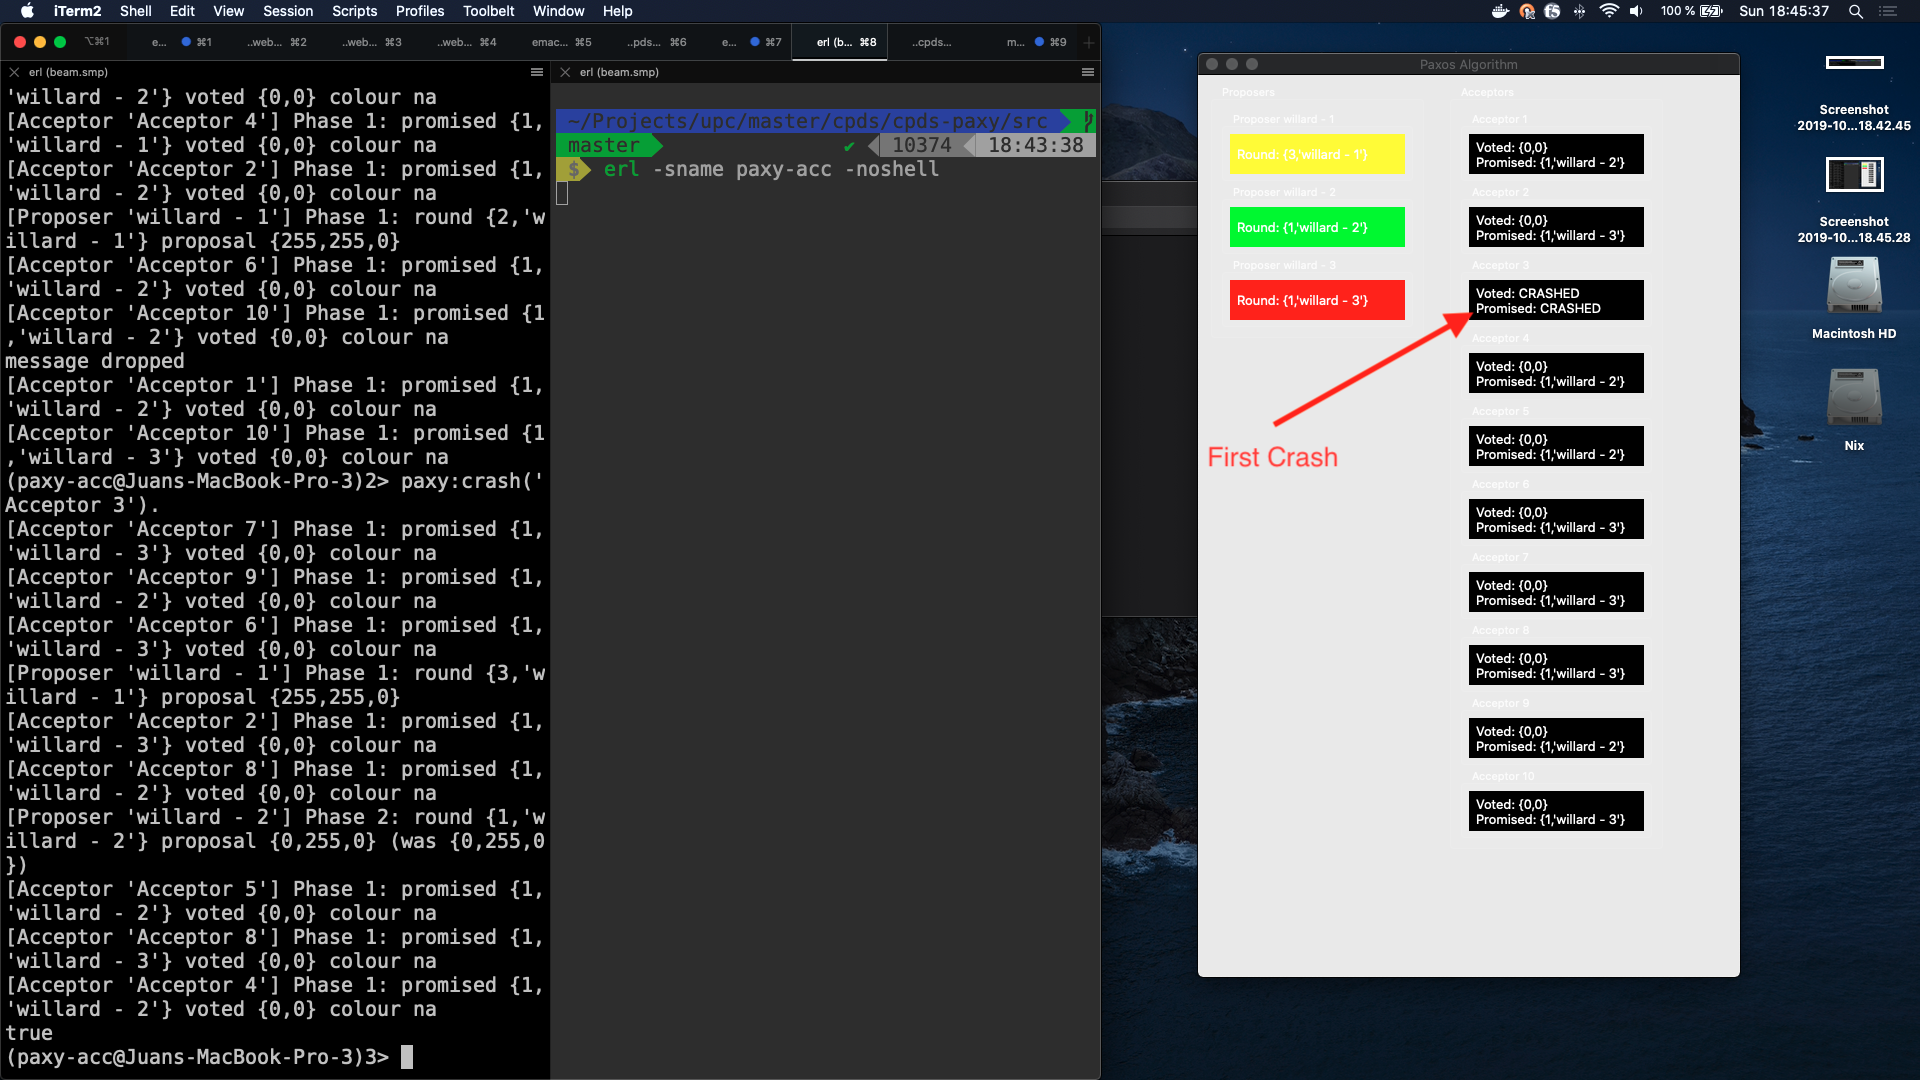 iTerm2 Shell Edit View Session Scripts Profiles Toolbelt Window Help
100 % Sun 18:45:37
⌥⌘1 e... ⌘1 ..web... ⌘2 ..web... ⌘3 ..web... ⌘4 emac... ⌘5 ..pds... ⌘6 e... ⌘7 erl (b... ⌘8 ..cpds... m... ⌘9
erl (beam.smp)
'willard - 2'} voted {0,0} colour na
[Acceptor 'Acceptor 4'] Phase 1: promised {1,
'willard - 1'} voted {0,0} colour na
[Acceptor 'Acceptor 2'] Phase 1: promised {1,
'willard - 2'} voted {0,0} colour na
[Proposer 'willard - 1'] Phase 1: round {2,'w
illard - 1'} proposal {255,255,0}
[Acceptor 'Acceptor 6'] Phase 1: promised {1,
'willard - 2'} voted {0,0} colour na
[Acceptor 'Acceptor 10'] Phase 1: promised {1
,'willard - 2'} voted {0,0} colour na
message dropped
[Acceptor 'Acceptor 1'] Phase 1: promised {1,
'willard - 2'} voted {0,0} colour na
[Acceptor 'Acceptor 10'] Phase 1: promised {1
,'willard - 3'} voted {0,0} colour na
(paxy-acc@Juans-MacBook-Pro-3)2> paxy:crash('
Acceptor 3').
[Acceptor 'Acceptor 7'] Phase 1: promised {1,
'willard - 3'} voted {0,0} colour na
[Acceptor 'Acceptor 9'] Phase 1: promised {1,
'willard - 2'} voted {0,0} colour na
[Acceptor 'Acceptor 6'] Phase 1: promised {1,
'willard - 3'} voted {0,0} colour na
[Proposer 'willard - 1'] Phase 1: round {3,'w
illard - 1'} proposal {255,255,0}
[Acceptor 'Acceptor 2'] Phase 1: promised {1,
'willard - 3'} voted {0,0} colour na
[Acceptor 'Acceptor 8'] Phase 1: promised {1,
'willard - 2'} voted {0,0} colour na
[Proposer 'willard - 2'] Phase 2: round {1,'w
illard - 2'} proposal {0,255,0} (was {0,255,0
})
[Acceptor 'Acceptor 5'] Phase 1: promised {1,
'willard - 2'} voted {0,0} colour na
[Acceptor 'Acceptor 8'] Phase 1: promised {1,
'willard - 3'} voted {0,0} colour na
[Acceptor 'Acceptor 4'] Phase 1: promised {1,
'willard - 2'} voted {0,0} colour na
true
(paxy-acc@Juans-MacBook-Pro-3)3>
erl (beam.smp)
~/Projects/upc/master/cpds/cpds-paxy/src
master ✔ 10374 18:43:38
$ erl -sname paxy-acc -noshell
Paxos Algorithm
Proposers
Proposer willard - 1
Round: {3,'willard - 1'}
Proposer willard - 2
Round: {1,'willard - 2'}
Proposer willard - 3
Round: {1,'willard - 3'}
First Crash
Acceptors
Acceptor 1
Voted: {0,0}
Promised: {1,'willard - 2'}
Acceptor 2
Voted: {0,0}
Promised: {1,'willard - 3'}
Acceptor 3
Voted: CRASHED
Promised: CRASHED
Acceptor 4
Voted: {0,0}
Promised: {1,'willard - 2'}
Acceptor 5
Voted: {0,0}
Promised: {1,'willard - 2'}
Acceptor 6
Voted: {0,0}
Promised: {1,'willard - 3'}
Acceptor 7
Voted: {0,0}
Promised: {1,'willard - 3'}
Acceptor 8
Voted: {0,0}
Promised: {1,'willard - 3'}
Acceptor 9
Voted: {0,0}
Promised: {1,'willard - 2'}
Acceptor 10
Voted: {0,0}
Promised: {1,'willard - 3'}
Screenshot
2019-10...18.42.45
Screenshot
2019-10...18.45.28
Macintosh HD
Nix